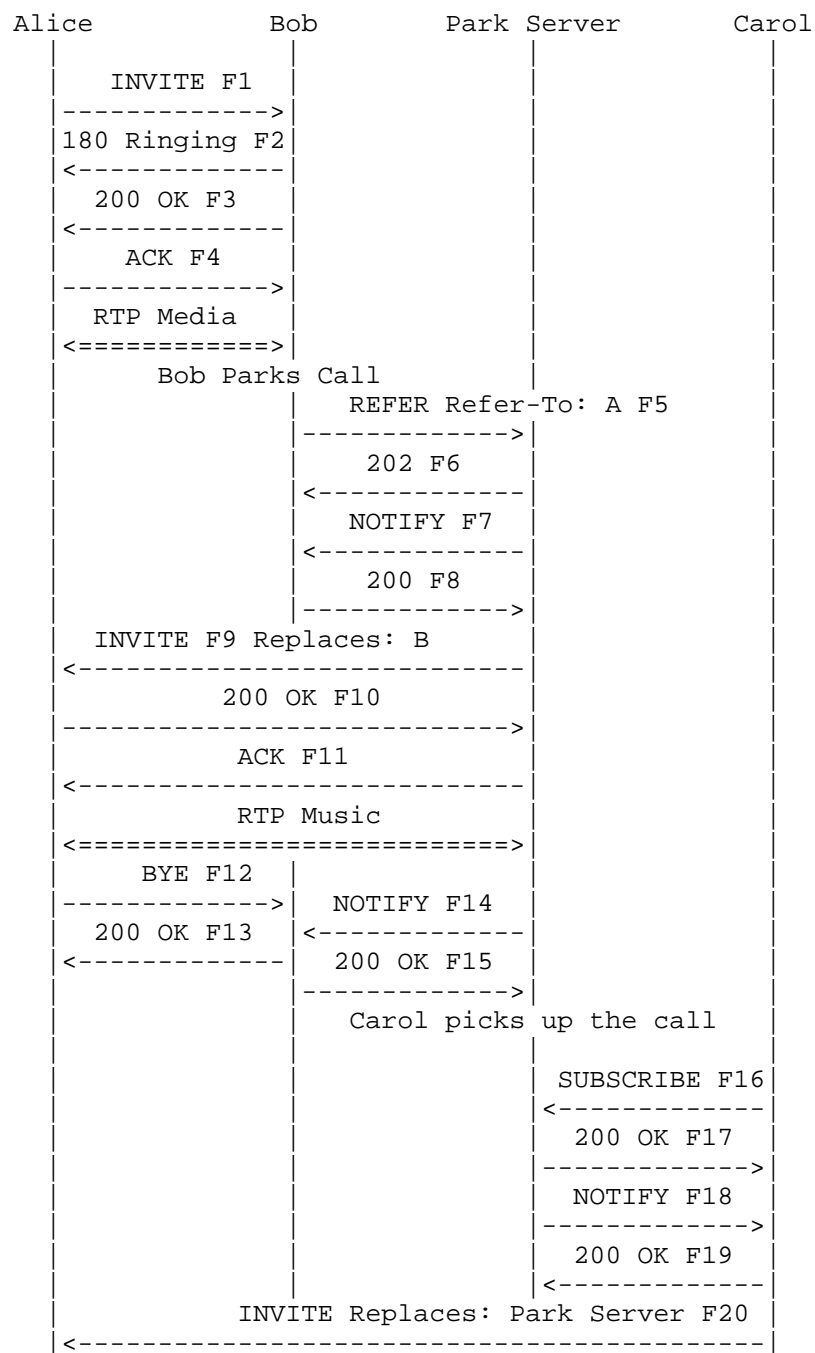 Alice Bob Park Server Carol
INVITE F1
180 Ringing F2
200 OK F3
ACK F4
RTP Media
Bob Parks Call
REFER Refer-To: A F5
202 F6
NOTIFY F7
200 F8
INVITE F9 Replaces: B
200 OK F10
ACK F11
RTP Music
BYE F12
NOTIFY F14
200 OK F13
200 OK F15
Carol picks up the call
SUBSCRIBE F16
200 OK F17
NOTIFY F18
200 OK F19
INVITE Replaces: Park Server F20